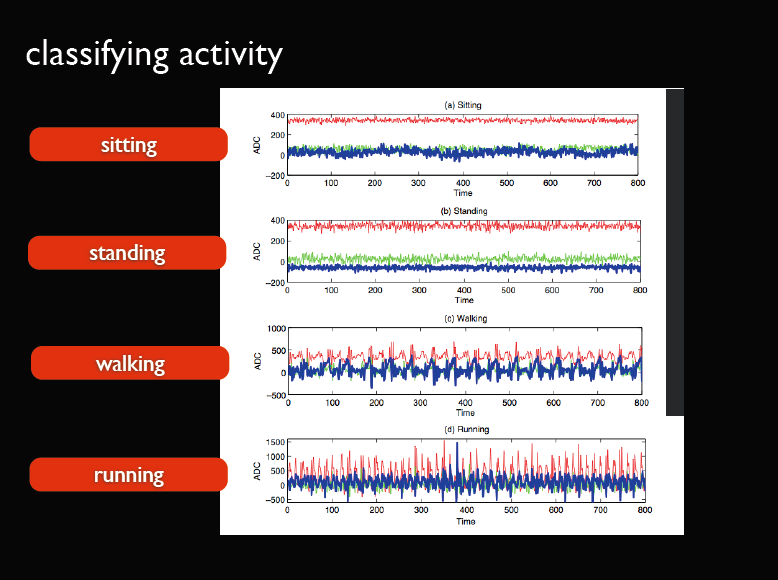 classifying activity
sitting
(a) Sitting
400
200
0
−200
ADC
0 100 200 300 400 500 600 700 800
Time
standing
(b) Standing
400
200
0
−200
ADC
0 100 200 300 400 500 600 700 800
Time
walking
(c) Walking
1000
500
0
−500
ADC
0 100 200 300 400 500 600 700 800
Time
running
(d) Running
1500
1000
500
0
−500
ADC
0 100 200 300 400 500 600 700 800
Time